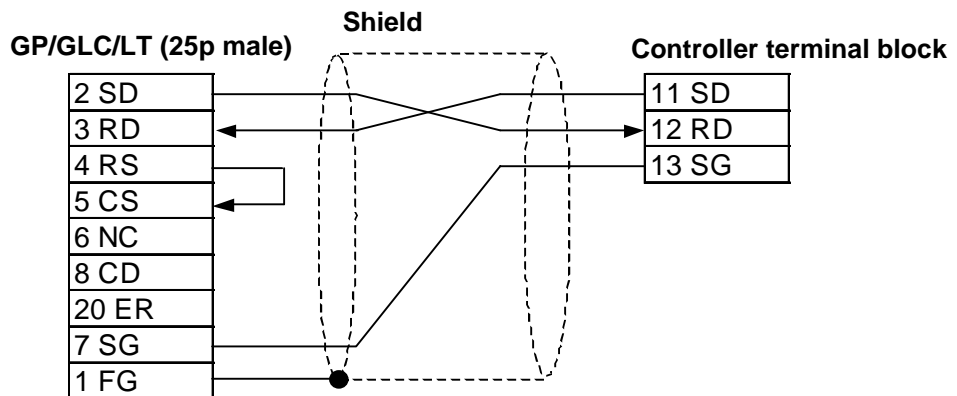 Shield
GP/GLC/LT (25p male)
Controller terminal block
2 SD
3 RD
4 RS
5 CS
6 NC
8 CD
20 ER
7 SG
1 FG
11 SD
12 RD
13 SG